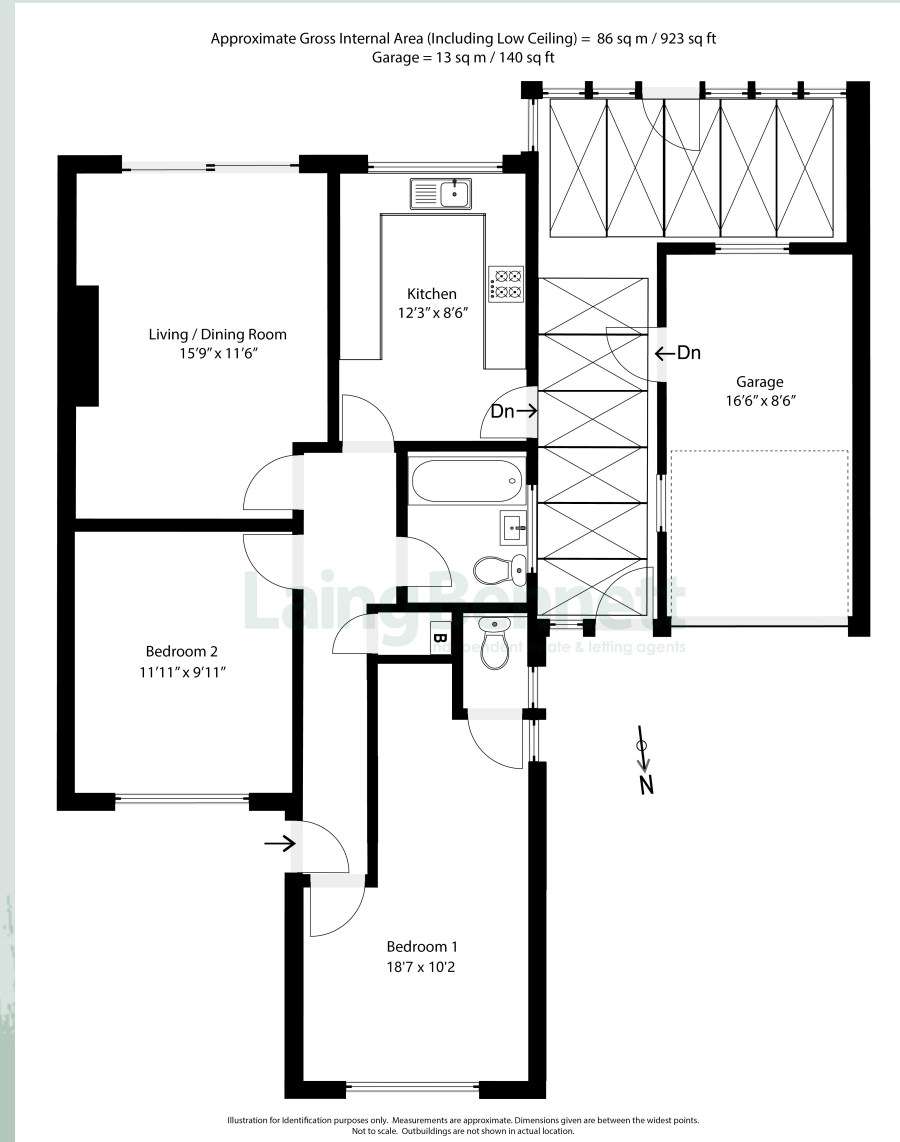 Approximate Gross Internal Area (Including Low Ceiling) = 86 sq m / 923 sq ft
Garage = 13 sq m / 140 sq ft
Kitchen
12'3" x 8'6"
Living / Dining Room
15'9" x 11'6"
Dn
Garage
16'6" x 8'6"
Dn
Laing Bennett
independent estate & letting agents
B
Bedroom 2
11'11" x 9'11"
N
Bedroom 1
18'7 x 10'2
Illustration for Identification purposes only. Measurements are approximate. Dimensions given are between the widest points.
Not to scale. Outbuildings are not shown in actual location.